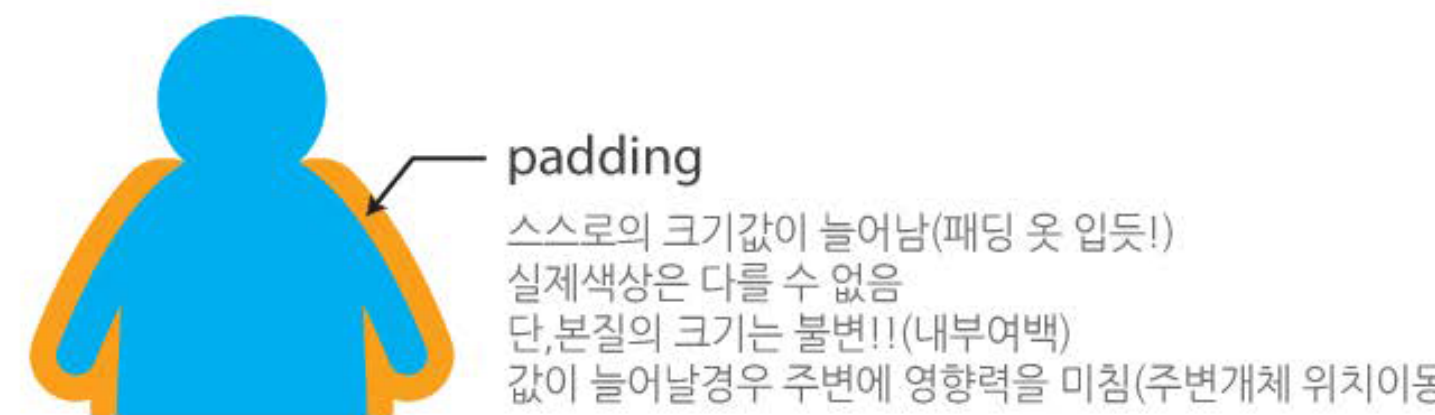 padding
스스로의 크기값이 늘어남(패딩 옷 입듯!)
실제색상은 다를 수 없음
단,본질의 크기는 불변!!(내부여백)
값이 늘어날경우 주변에 영향력을 미침(주변개체 위치이동